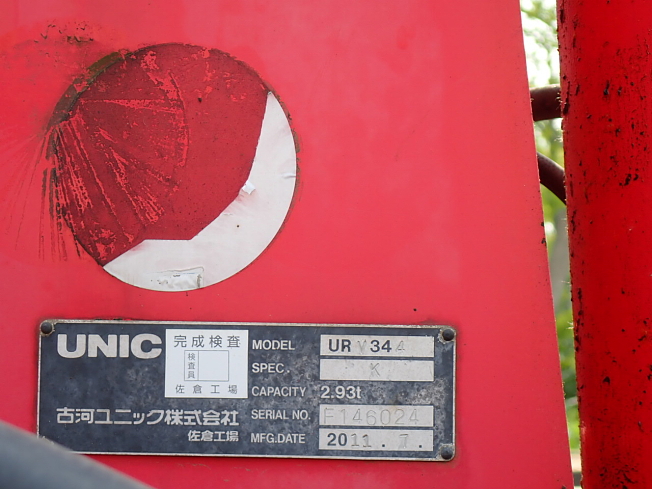 UNIC
完成検査
検査員
佐倉工場
古河ユニック株式会社
佐倉工場
MODEL URV344
SPEC. K
CAPACITY 2.93t
SERIAL NO. F146024
MFG.DATE 2011.7.